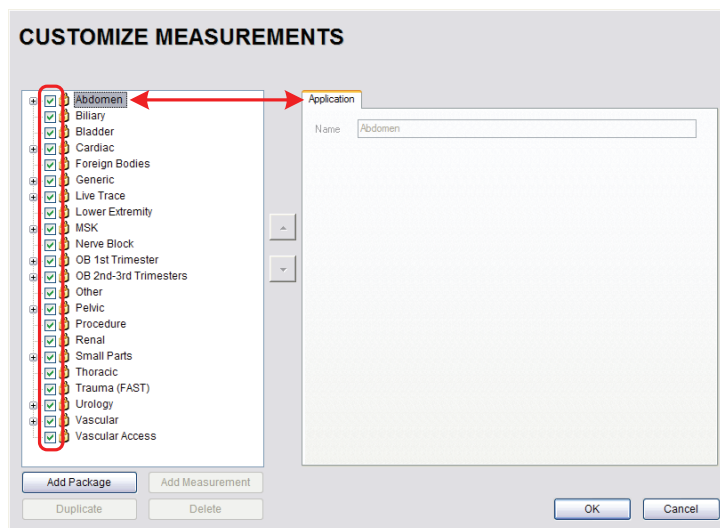 CUSTOMIZE MEASUREMENTS
Abdomen
Biliary
Bladder
Cardiac
Foreign Bodies
Generic
Live Trace
Lower Extremity
MSK
Nerve Block
OB 1st Trimester
OB 2nd-3rd Trimesters
Other
Pelvic
Procedure
Renal
Small Parts
Thoracic
Trauma (FAST)
Urology
Vascular
Vascular Access
Application
Name Abdomen
Add Package Add Measurement
Duplicate Delete
OK Cancel